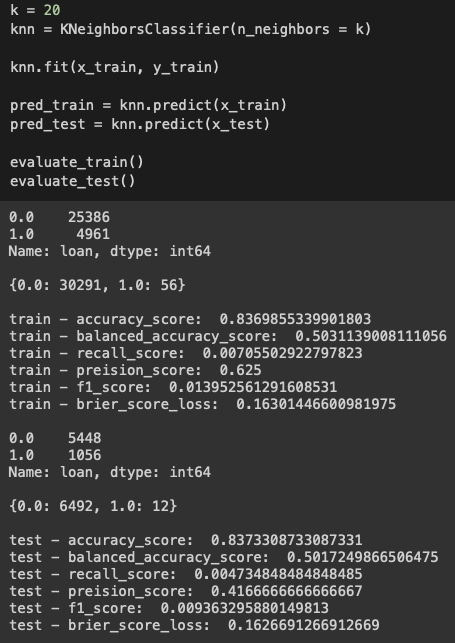 k = 20
knn = KNeighborsClassifier(n_neighbors = k)
knn.fit(x_train, y_train)
pred_train = knn.predict(x_train)
pred_test = knn.predict(x_test)
evaluate_train()
evaluate_test()
0.0    25386
1.0     4961
Name: loan, dtype: int64
{0.0: 30291, 1.0: 56}
train - accuracy_score:  0.8369855339901803
train - balanced_accuracy_score:  0.5031139008111056
train - recall_score:  0.00705502922797823
train - preision_score:  0.625
train - f1_score:  0.013952561291608531
train - brier_score_loss:  0.16301446600981975
0.0    5448
1.0    1056
Name: loan, dtype: int64
{0.0: 6492, 1.0: 12}
test - accuracy_score:  0.8373308733087331
test - balanced_accuracy_score:  0.5017249866506475
test - recall_score:  0.004734848484848485
test - preision_score:  0.4166666666666667
test - f1_score:  0.009363295880149813
test - brier_score_loss:  0.1626691266912669